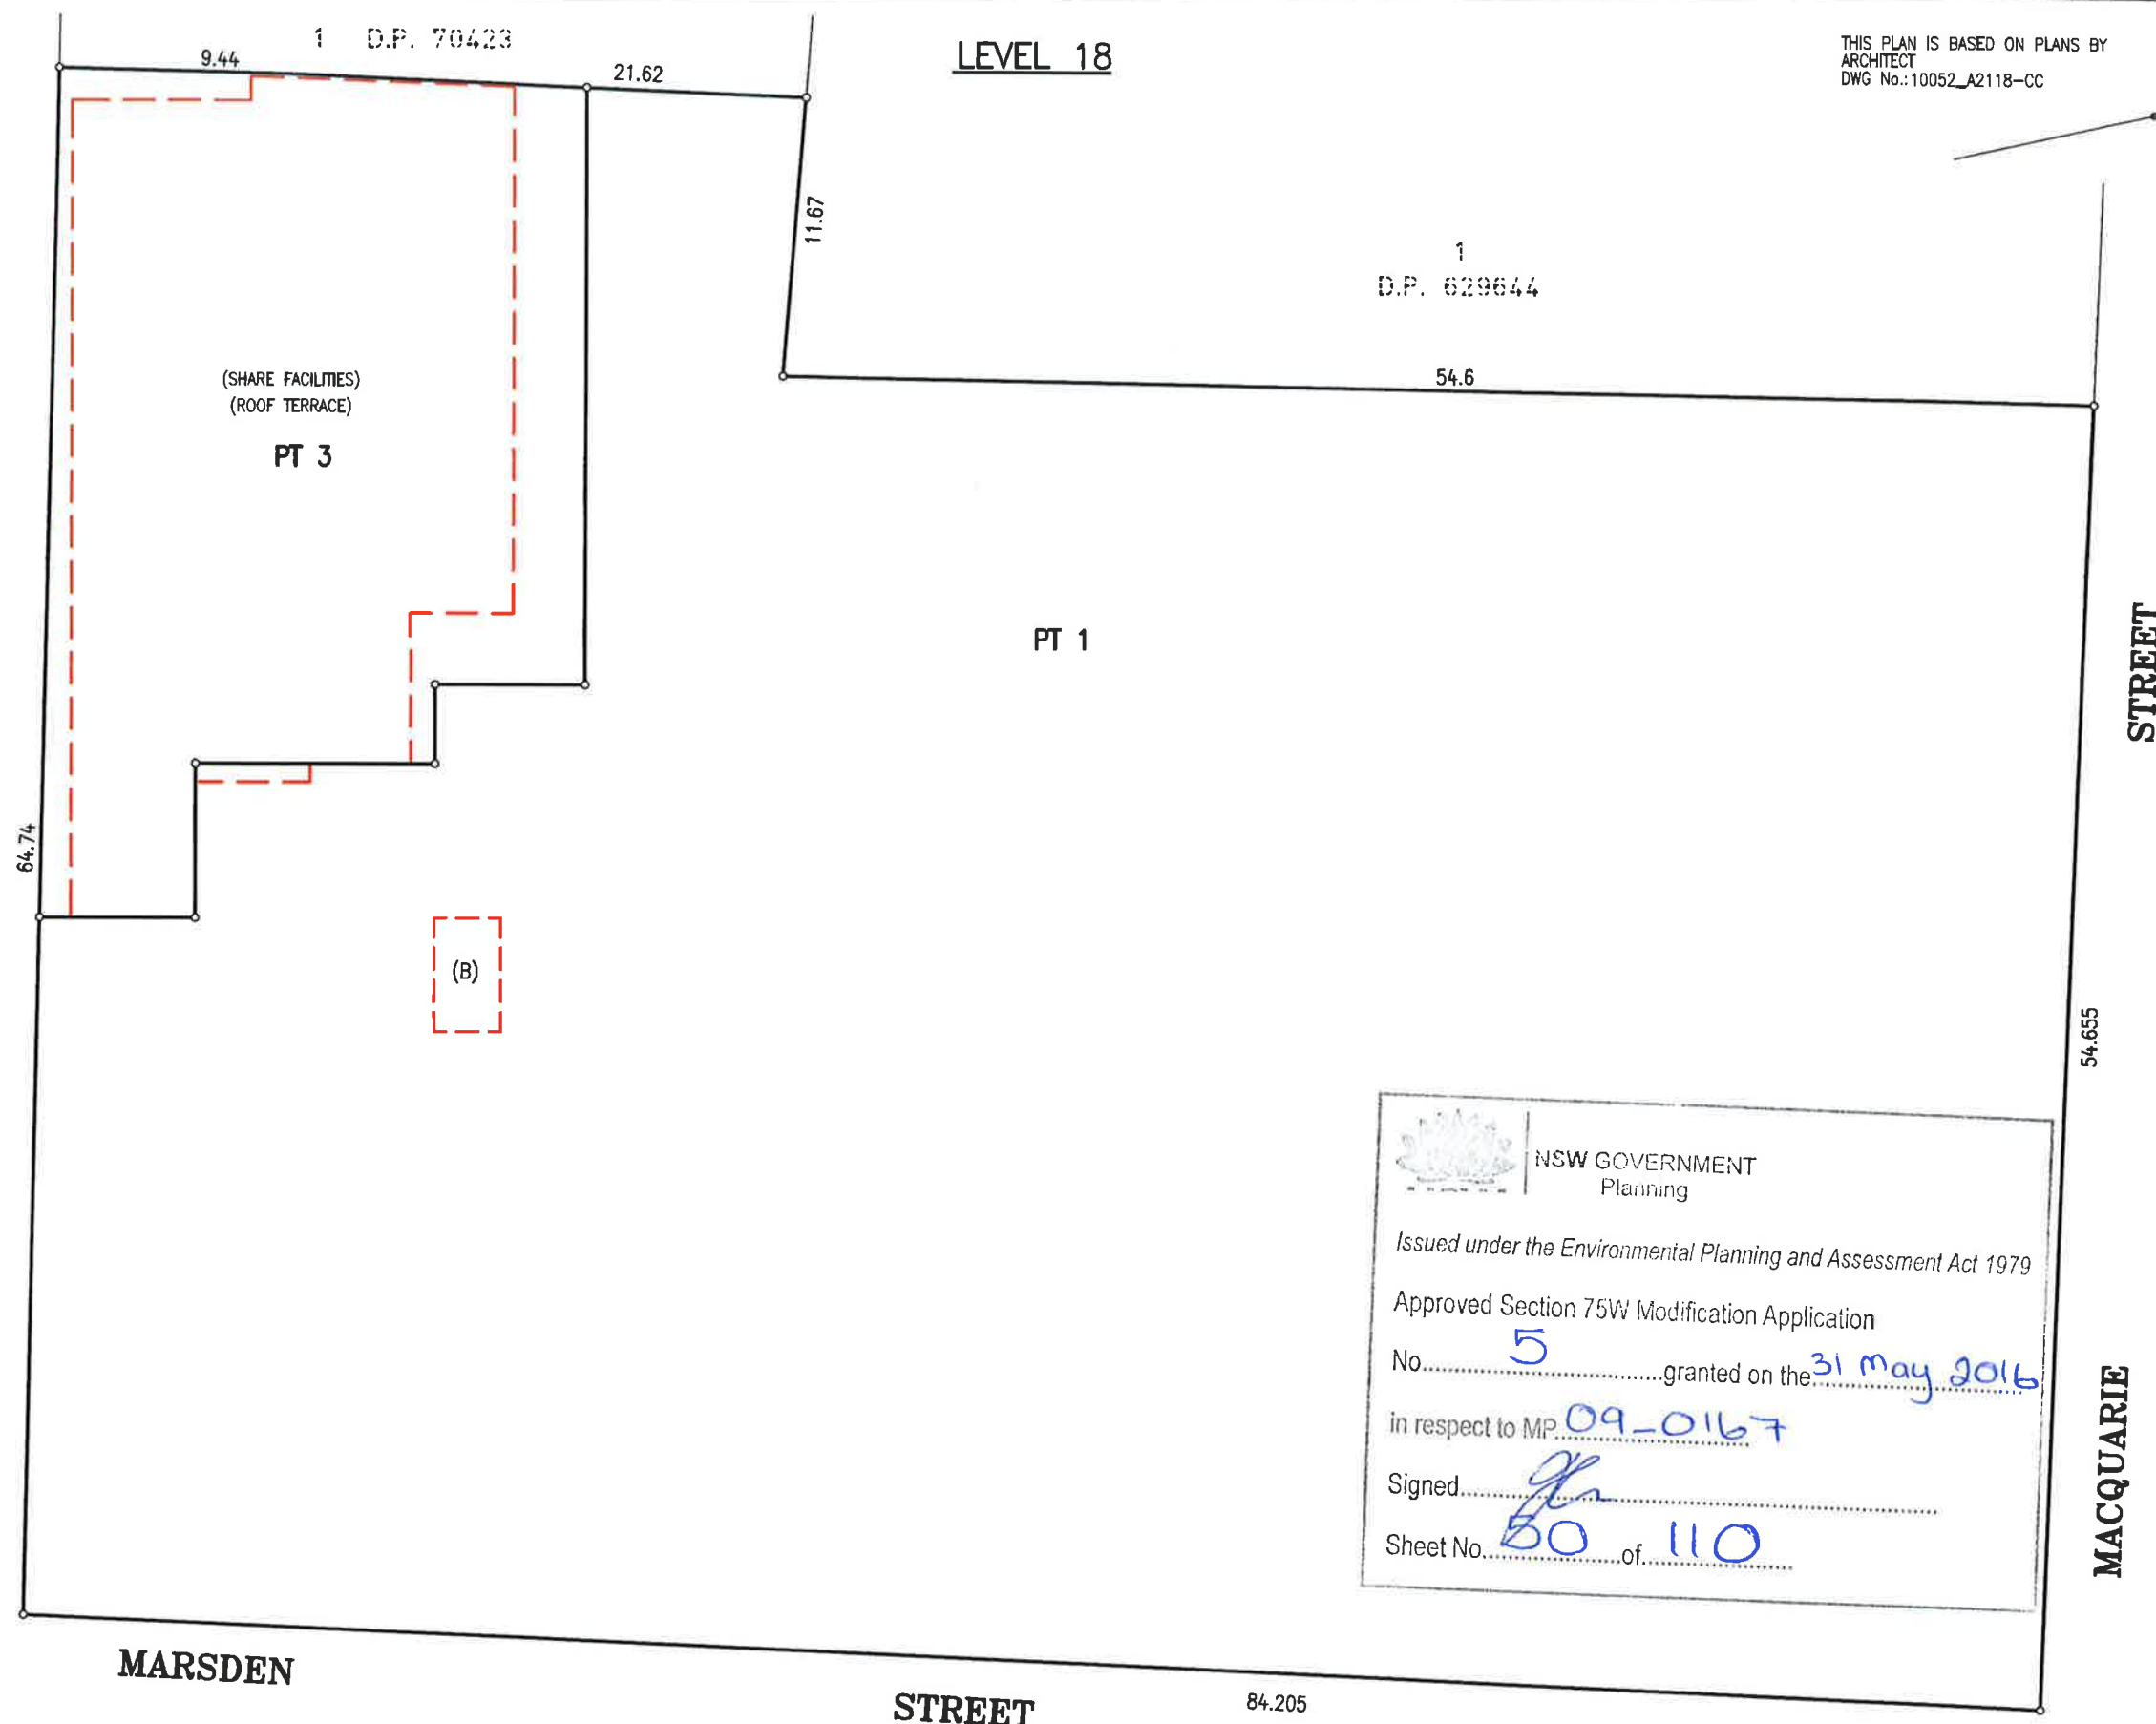 1 D.P. 70423
LEVEL 18
THIS PLAN IS BASED ON PLANS BY
ARCHITECT
DWG No.:10052_A2118-CC
9.44
21.62
11.67
1
D.P. 629644
54.6
(SHARE FACILITIES)
(ROOF TERRACE)
PT 3
PT 1
STREET
64.74
(B)
54.655
NSW GOVERNMENT
Planning
Issued under the Environmental Planning and Assessment Act 1979
Approved Section 75W Modification Application
No. 5 granted on the 31 May 2016
in respect to MP 09_0167
Signed
Sheet No. 50 of 110
MACQUARIE
MARSDEN
STREET
84.205